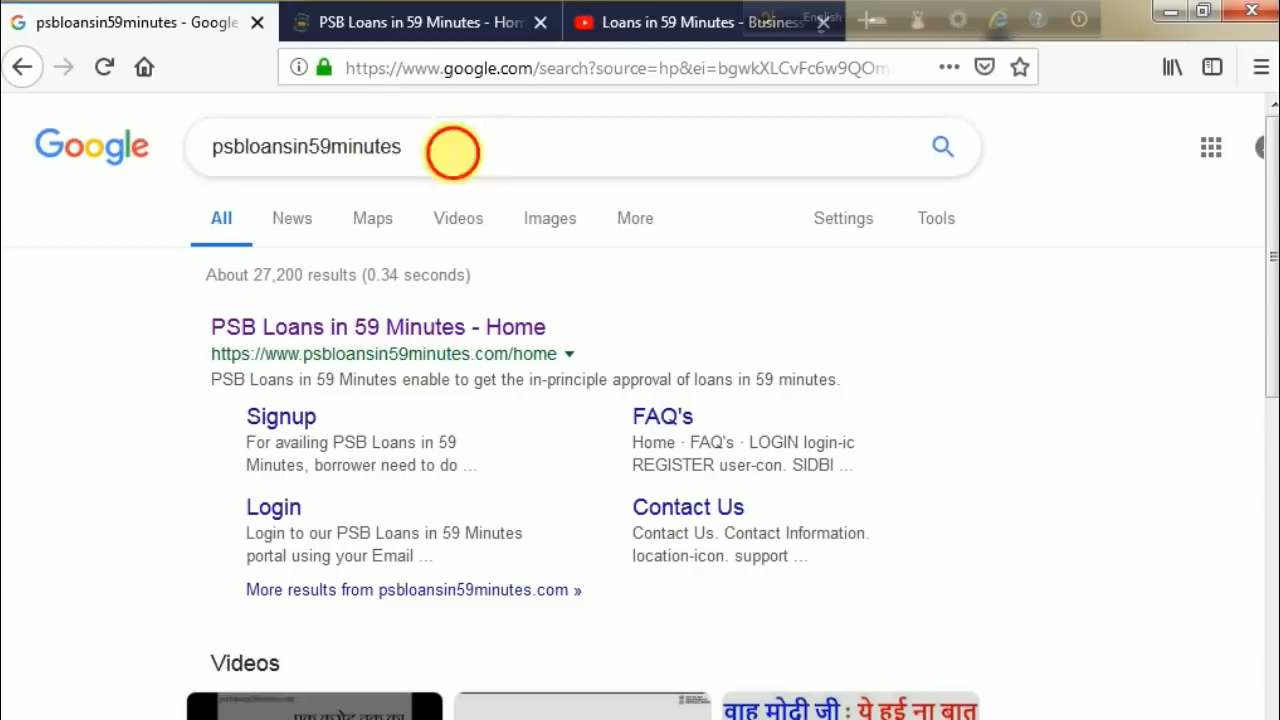 psbloansin59minutes - Google
PSB Loans in 59 Minutes - Hom
Loans in 59 Minutes - Business
English
https://www.google.com/search?source=hp&ei=bgwkXLCvFc6w9QOm
Google
psbloansin59minutes
All News Maps Videos Images More Settings Tools
About 27,200 results (0.34 seconds)
PSB Loans in 59 Minutes - Home
https://www.psbloansin59minutes.com/home
PSB Loans in 59 Minutes enable to get the in-principle approval of loans in 59 minutes.
Signup
For availing PSB Loans in 59
Minutes, borrower need to do ...
FAQ's
Home · FAQ's · LOGIN login-ic
REGISTER user-con. SIDBI ...
Login
Login to our PSB Loans in 59 Minutes
portal using your Email ...
Contact Us
Contact Us. Contact Information.
location-icon. support ...
More results from psbloansin59minutes.com »
Videos
वाह मोदी जी : ये हुई ना बात